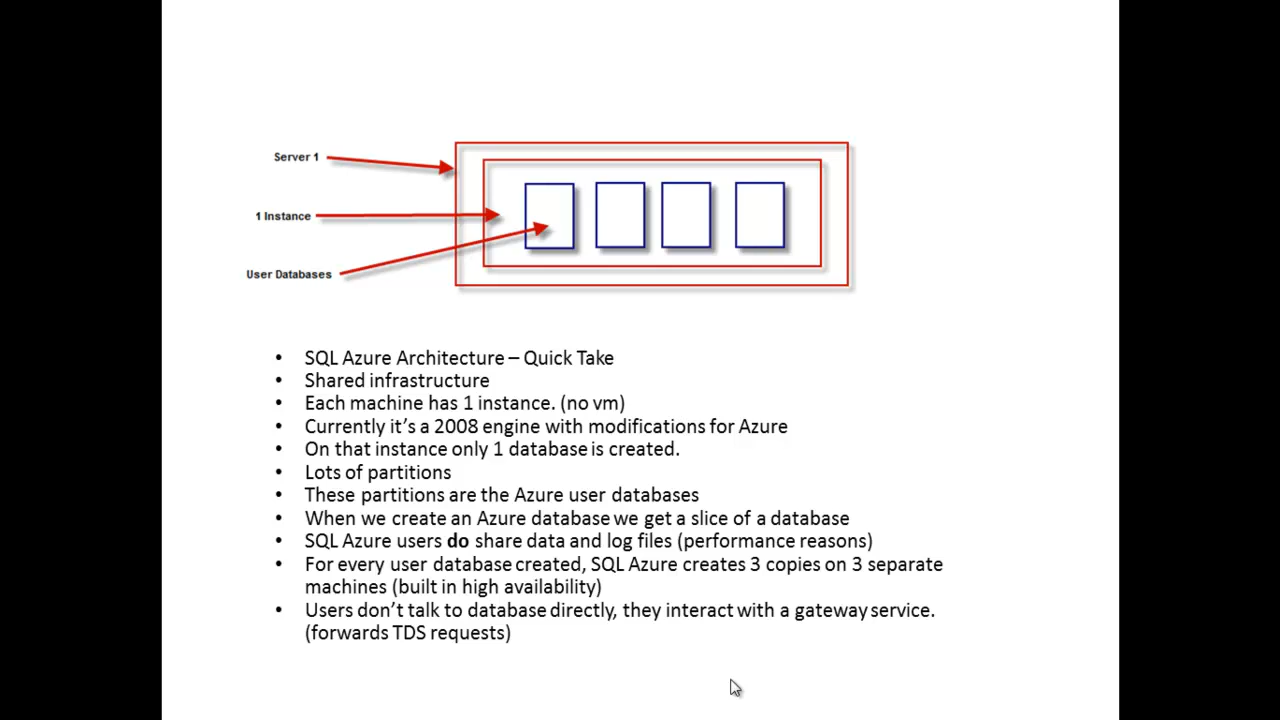 Server 1
1 Instance
User Databases
• SQL Azure Architecture – Quick Take
• Shared infrastructure
• Each machine has 1 instance. (no vm)
• Currently it’s a 2008 engine with modifications for Azure
• On that instance only 1 database is created.
• Lots of partitions
• These partitions are the Azure user databases
• When we create an Azure database we get a slice of a database
• SQL Azure users do share data and log files (performance reasons)
• For every user database created, SQL Azure creates 3 copies on 3 separate
machines (built in high availability)
• Users don’t talk to database directly, they interact with a gateway service.
(forwards TDS requests)